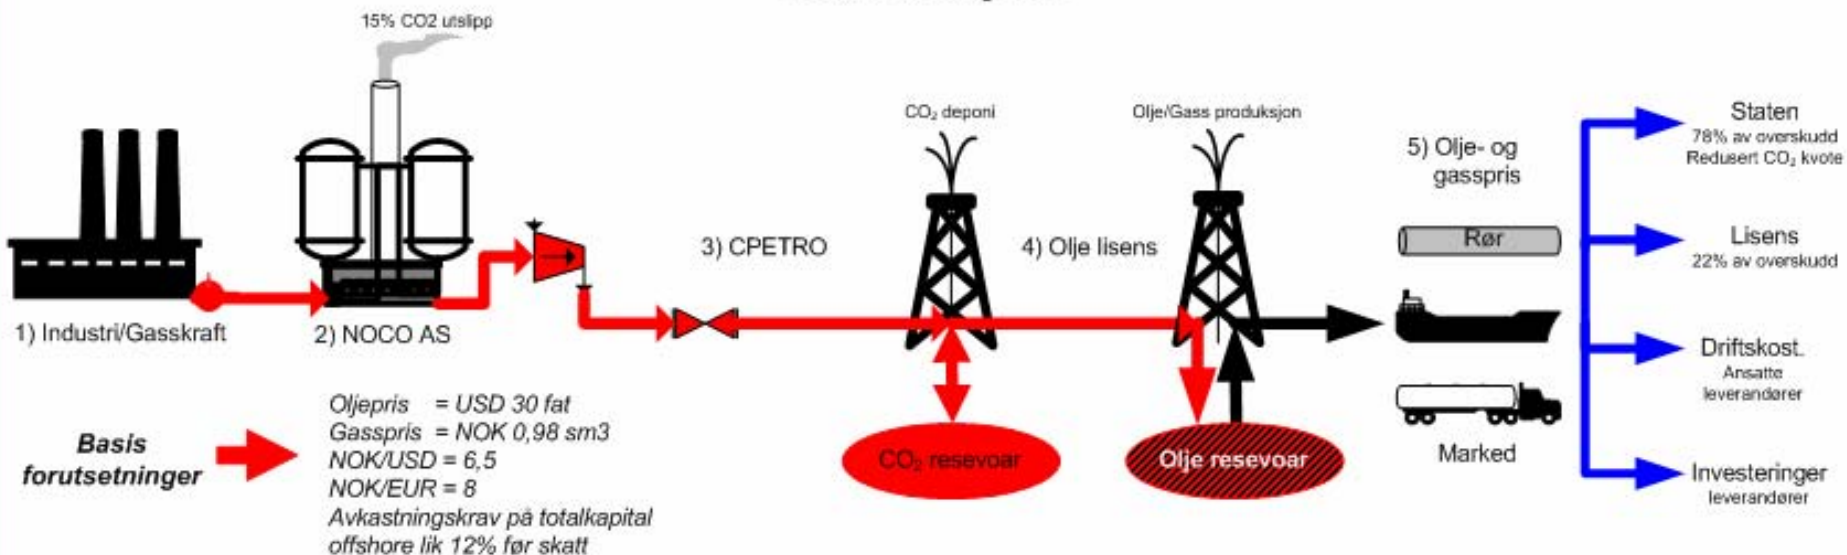 15% CO2 utslipp
1) Industri/Gasskraft
2) NOCO AS
3) CPETRO
CO₂ deponi
4) Olje lisens
Olje/Gass produksjon
5) Olje- og
gasspris
Rør
Marked
CO₂ resevoar
Olje resevoar
Staten
78% av overskudd
Redusert CO₂ kvote
Lisens
22% av overskudd
Driftskost.
Ansatte
leverandører
Investeringer
leverandører
Basis
forutsetninger
Oljepris = USD 30 fat
Gasspris = NOK 0,98 sm3
NOK/USD = 6,5
NOK/EUR = 8
Avkastningskrav på totalkapital
offshore lik 12% før skatt